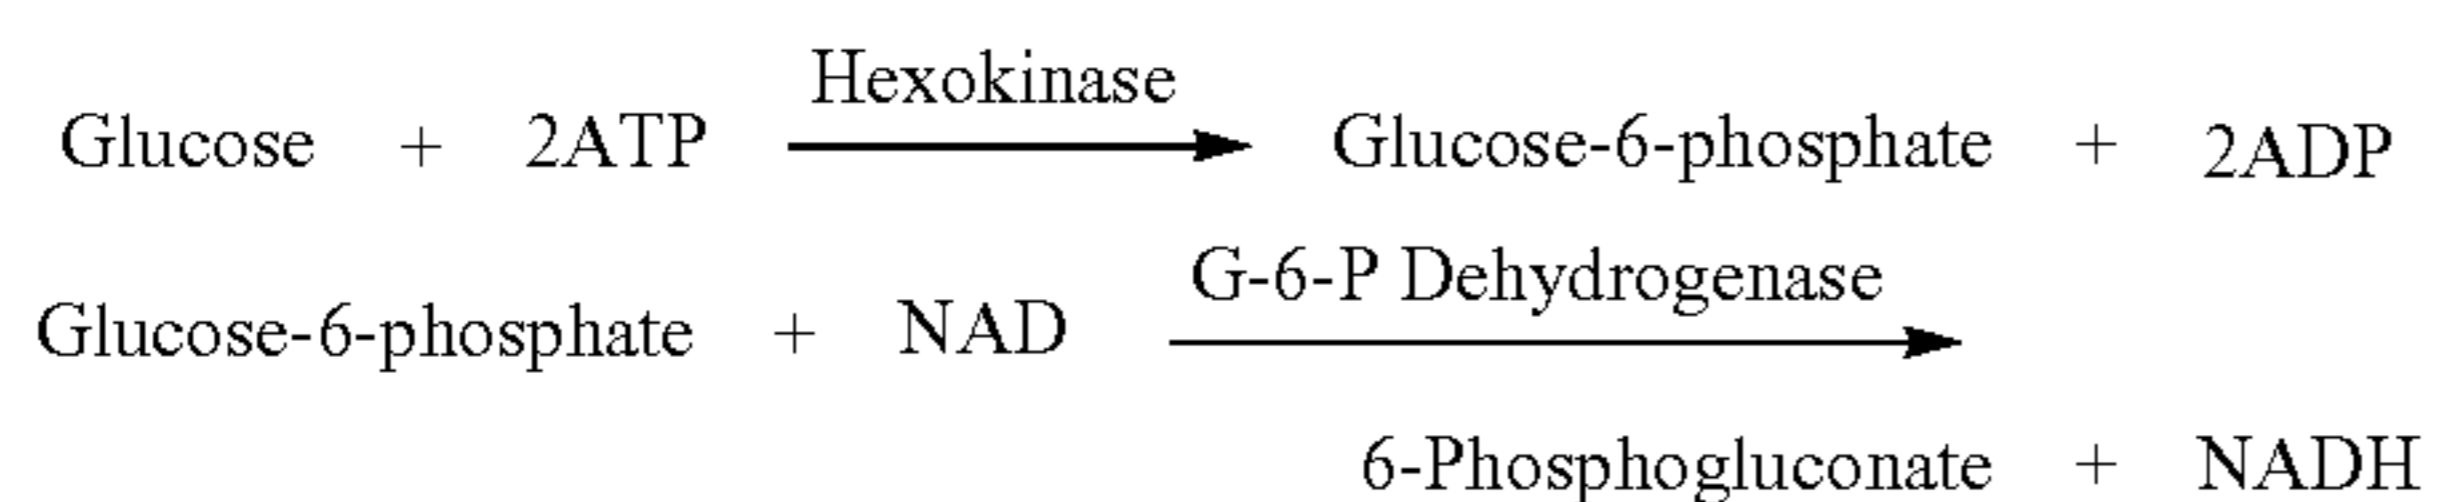 Hexokinase
Glucose + 2ATP Glucose-6-phosphate + 2ADP
G-6-P Dehydrogenase
Glucose-6-phosphate + NAD
6-Phosphogluconate + NADH